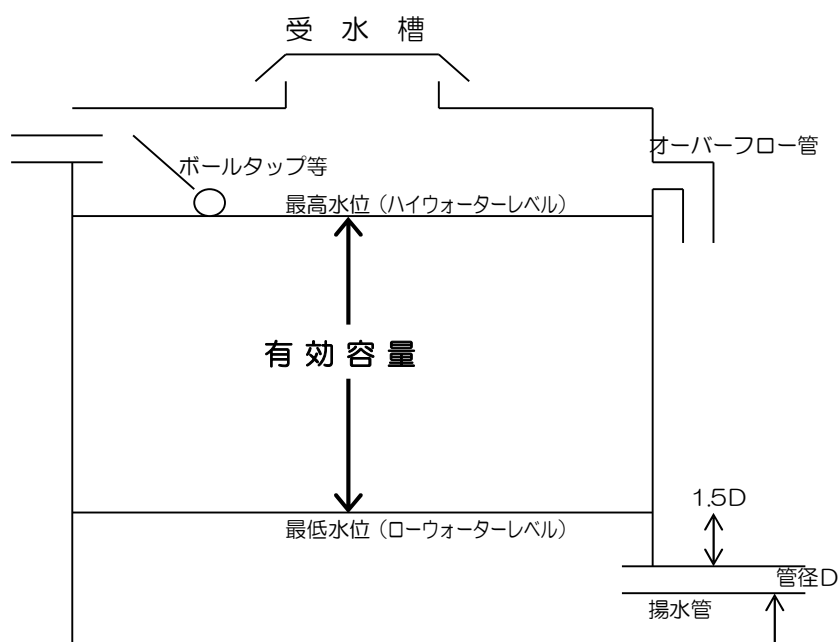 受 水 槽
オーバーフロー管
ボールタップ等
最高水位（ハイウォーターレベル）
有効容量
1.5D
最低水位（ローウォーターレベル）
管径D
揚水管